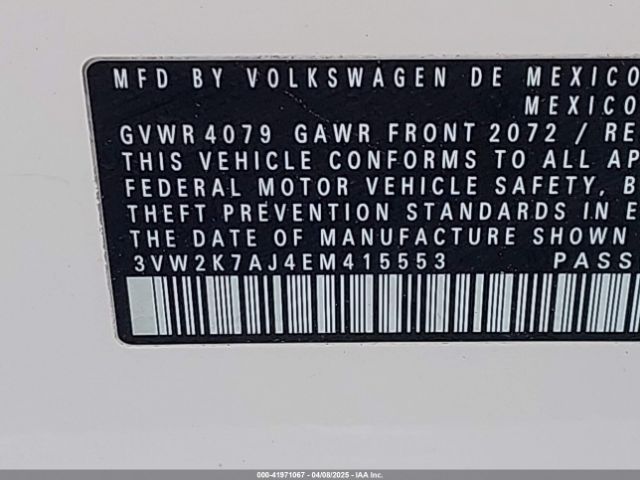 MFD BY VOLKSWAGEN DE MEXICO
MEXICO
GVWR 4079 GAWR FRONT 2072 / RE
THIS VEHICLE CONFORMS TO ALL AP
FEDERAL MOTOR VEHICLE SAFETY, B
THEFT PREVENTION STANDARDS IN E
THE DATE OF MANUFACTURE SHOWN
3VW2K7AJ4EM415553 PASS
000-41971067 04/08/2025 - IAA Inc.